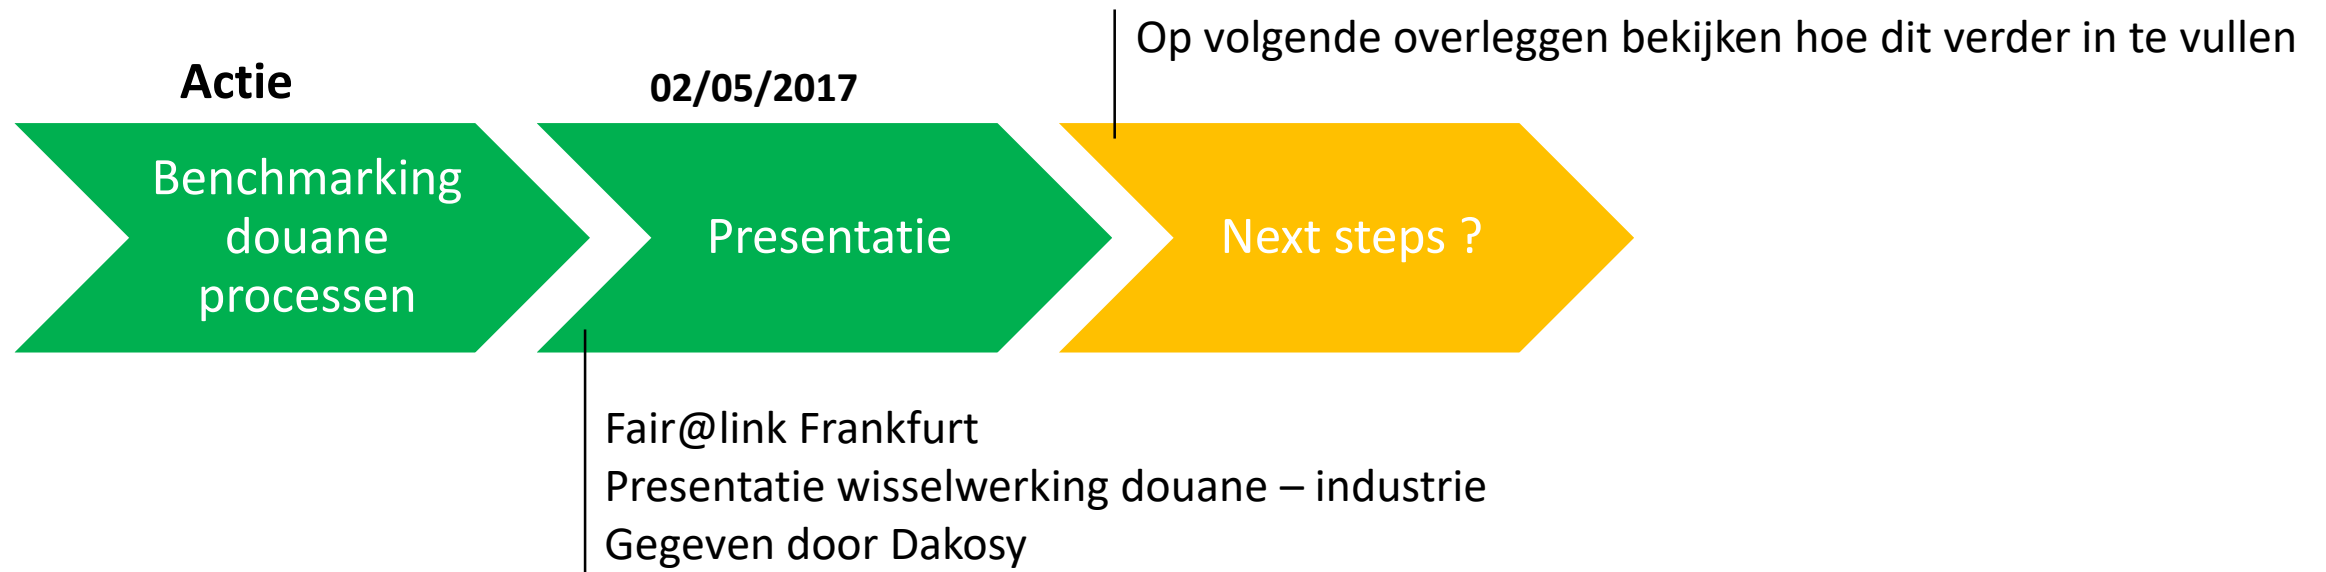 Op volgende overleggen bekijken hoe dit verder in te vullen
Actie
02/05/2017
Benchmarking
douane
processen
Presentatie
Next steps ?
Fair@link Frankfurt
Presentatie wisselwerking douane – industrie
Gegeven door Dakosy